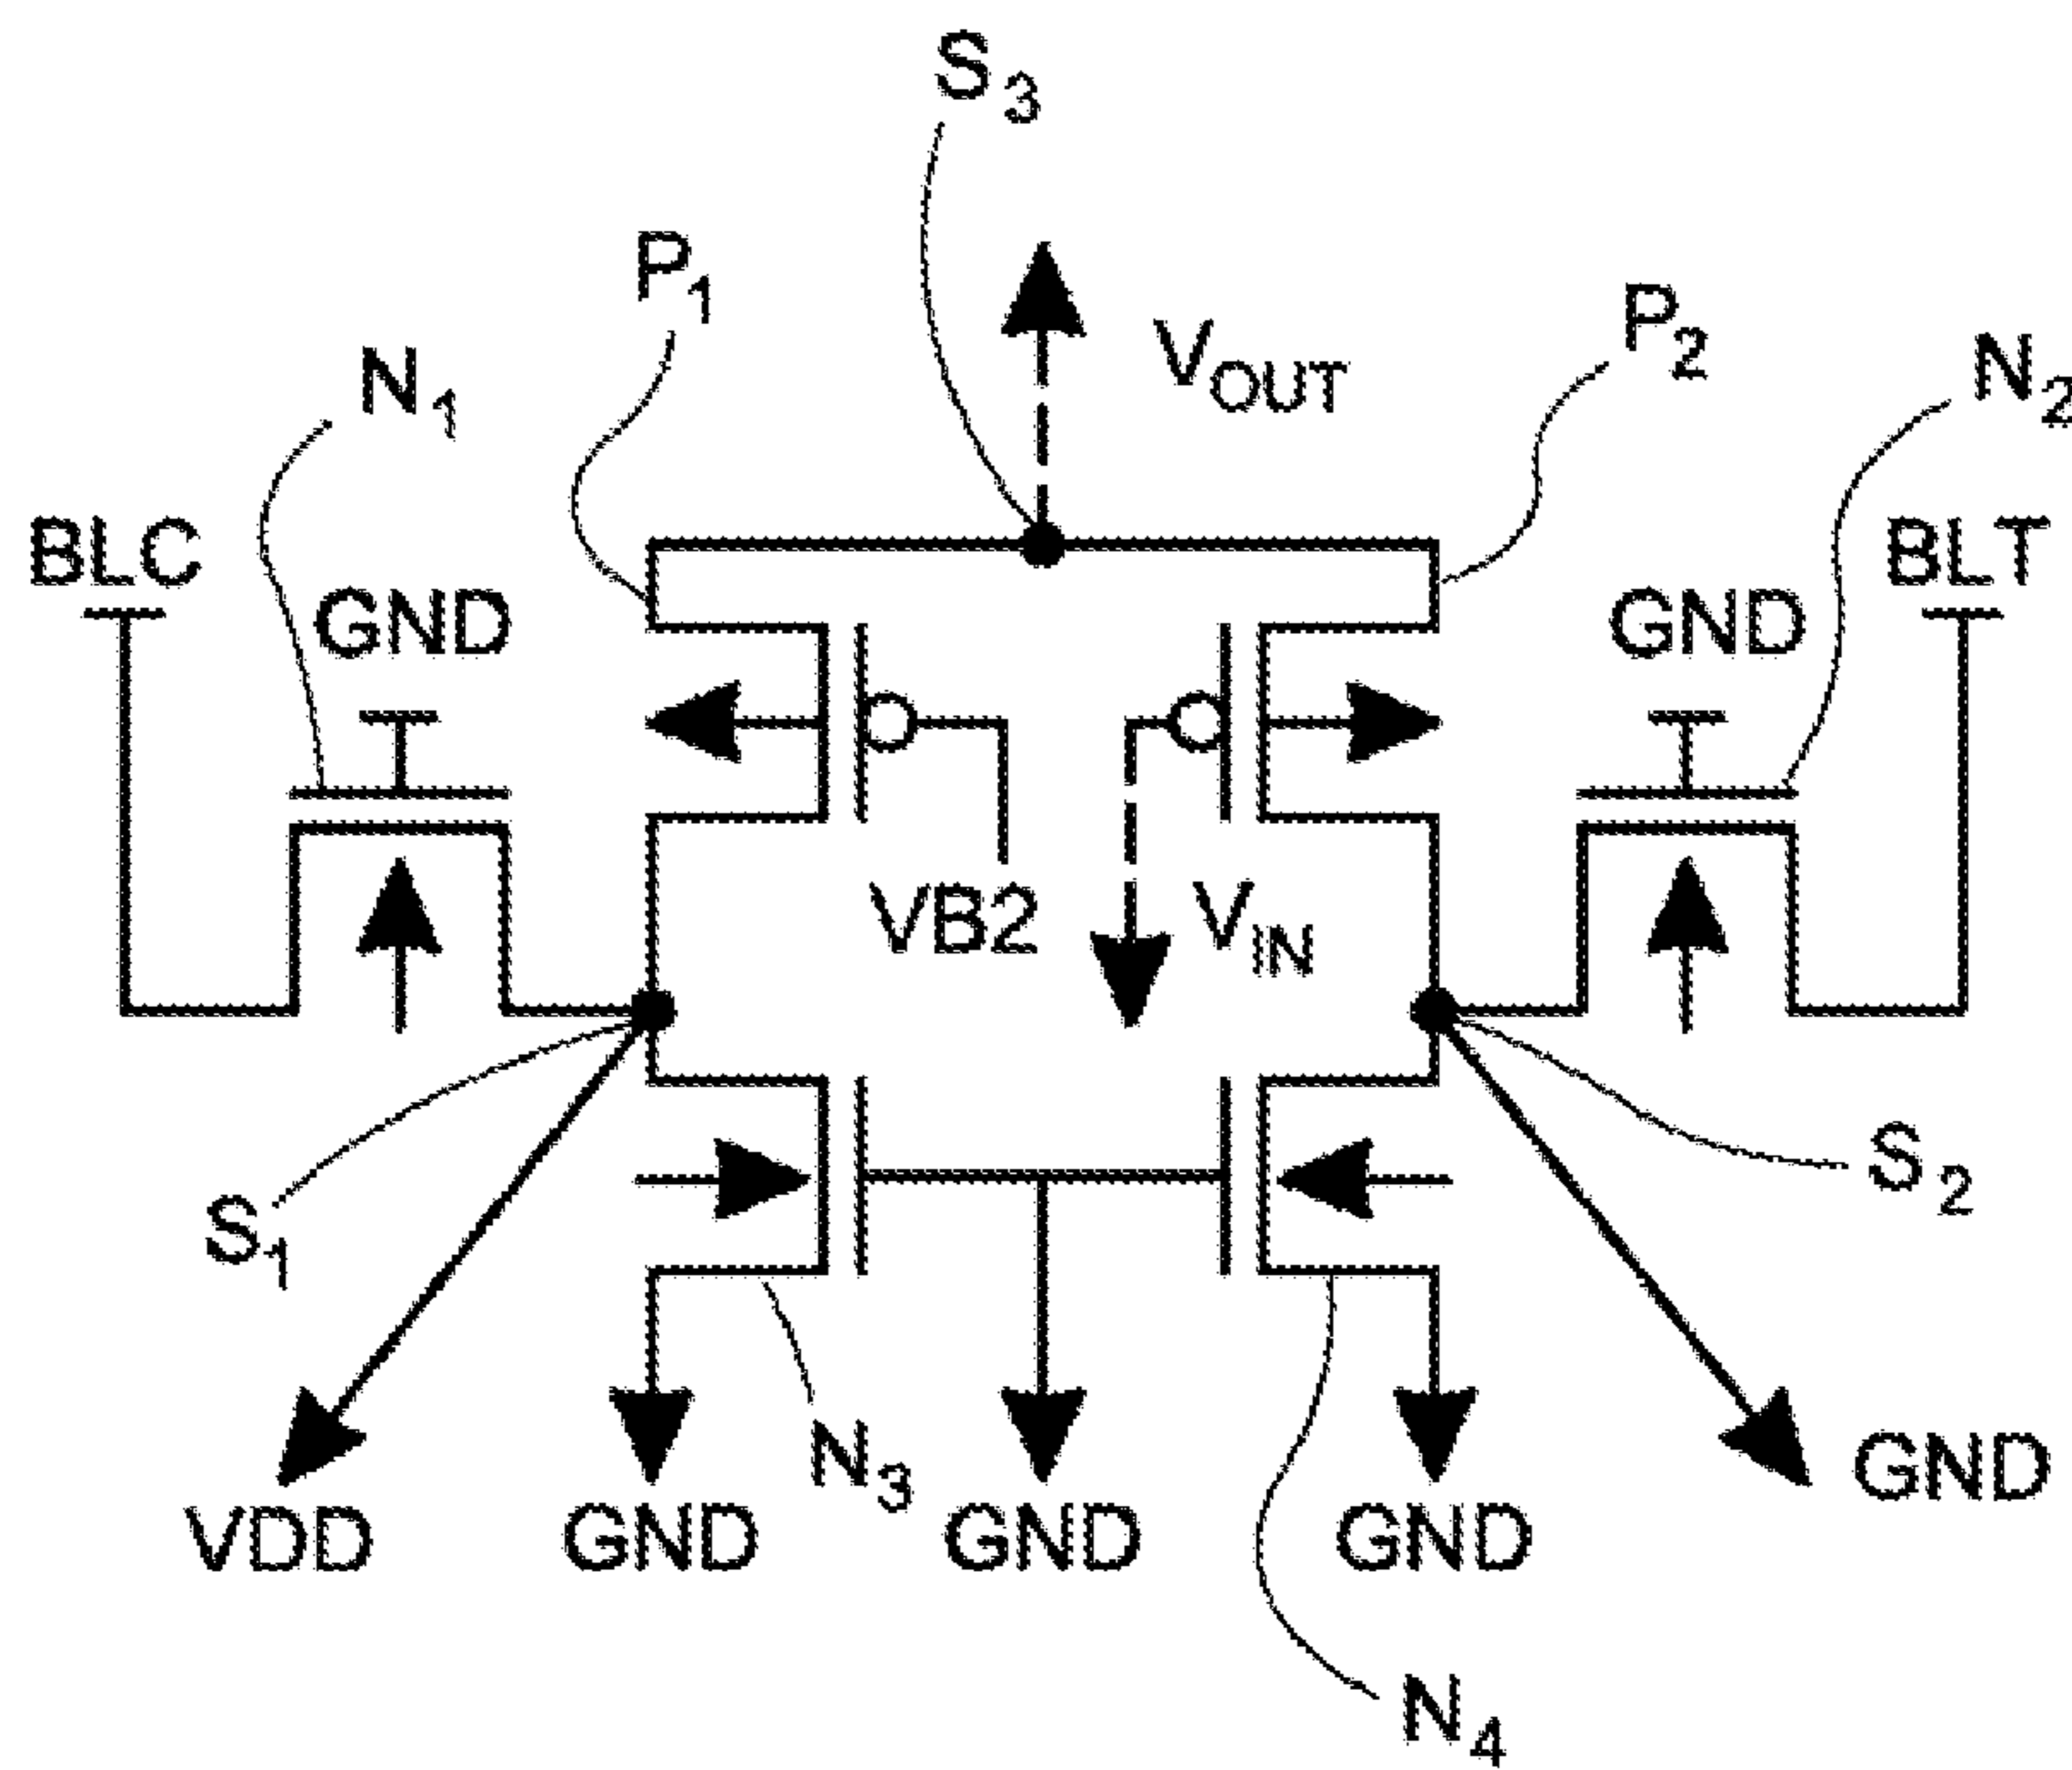 S3
P1
VOUT
P2
N1
N2
BLC
GND
GND
BLT
VB2
VIN
S1
S2
N3
VDD
GND
GND
GND
GND
N4